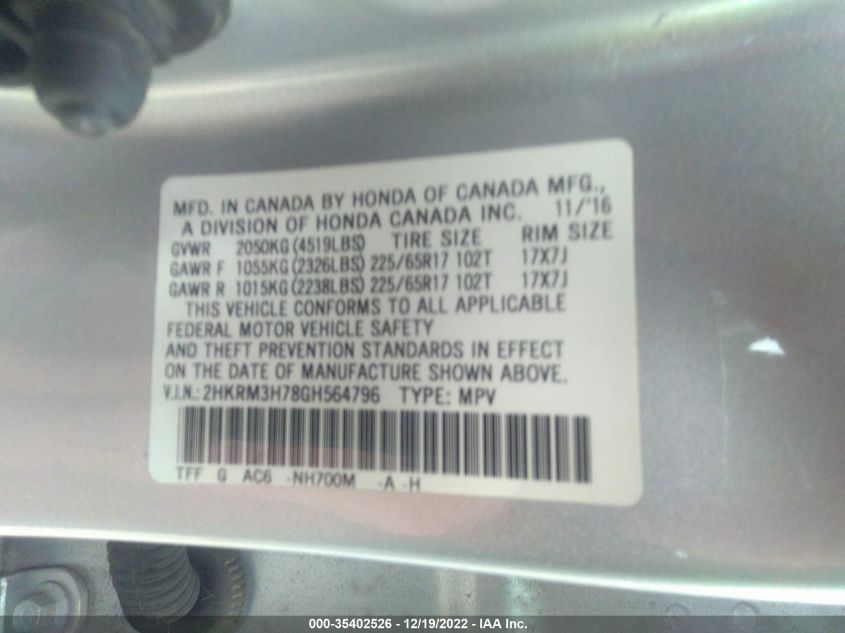 MFD. IN CANADA BY HONDA OF CANADA MFG.,
A DIVISION OF HONDA CANADA INC. 11/'16
GVWR 2050KG(4519LBS) TIRE SIZE RIM SIZE
GAWR F 1055KG(2326LBS) 225/65R17 102T 17X7J
GAWR R 1015KG(2238LBS) 225/65R17 102T 17X7J
THIS VEHICLE CONFORMS TO ALL APPLICABLE
FEDERAL MOTOR VEHICLE SAFETY
AND THEFT PREVENTION STANDARDS IN EFFECT
ON THE DATE OF MANUFACTURE SHOWN ABOVE.
V.I.N.: 2HKRM3H78GH564796 TYPE: MPV
TFF G AC6 -NH700M -A -H
000-35402526 - 12/19/2022 - IAA Inc.